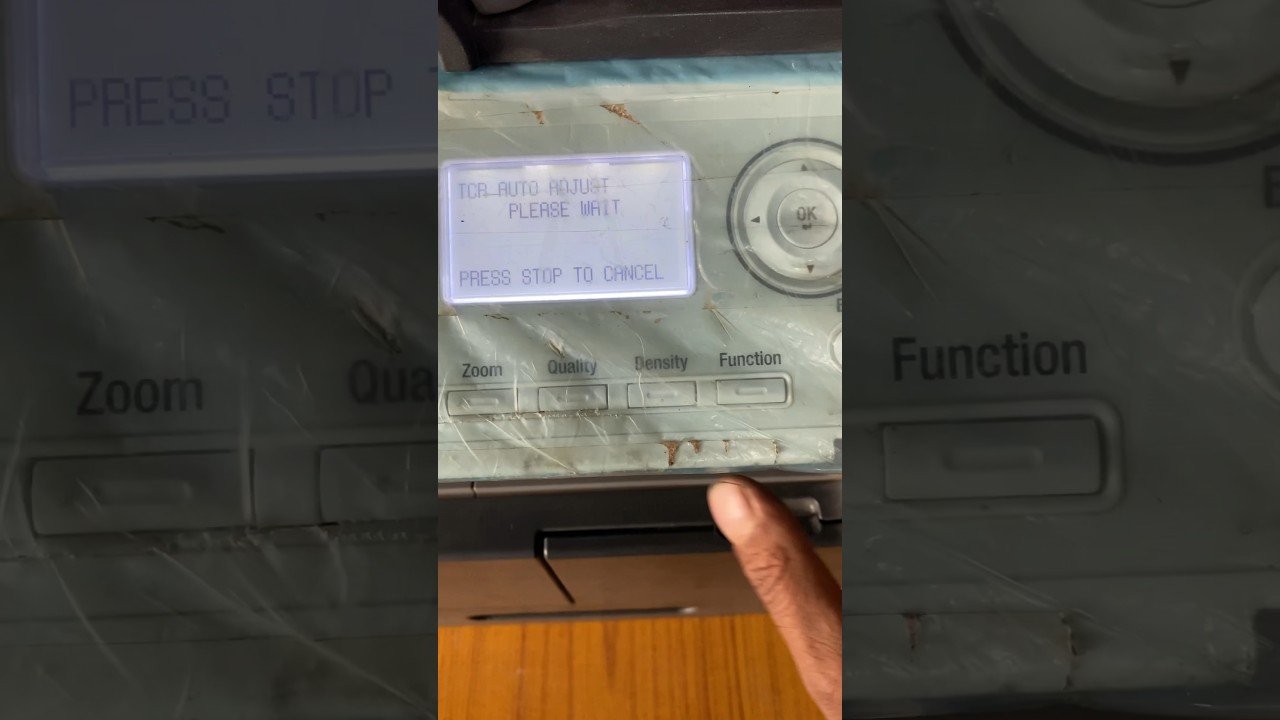 TCR AUTO ADJUST
PLEASE WAIT
PRESS STOP TO CANCEL
OK
Zoom Quality Density Function
PRESS STOP
Zoom
Qua
Function